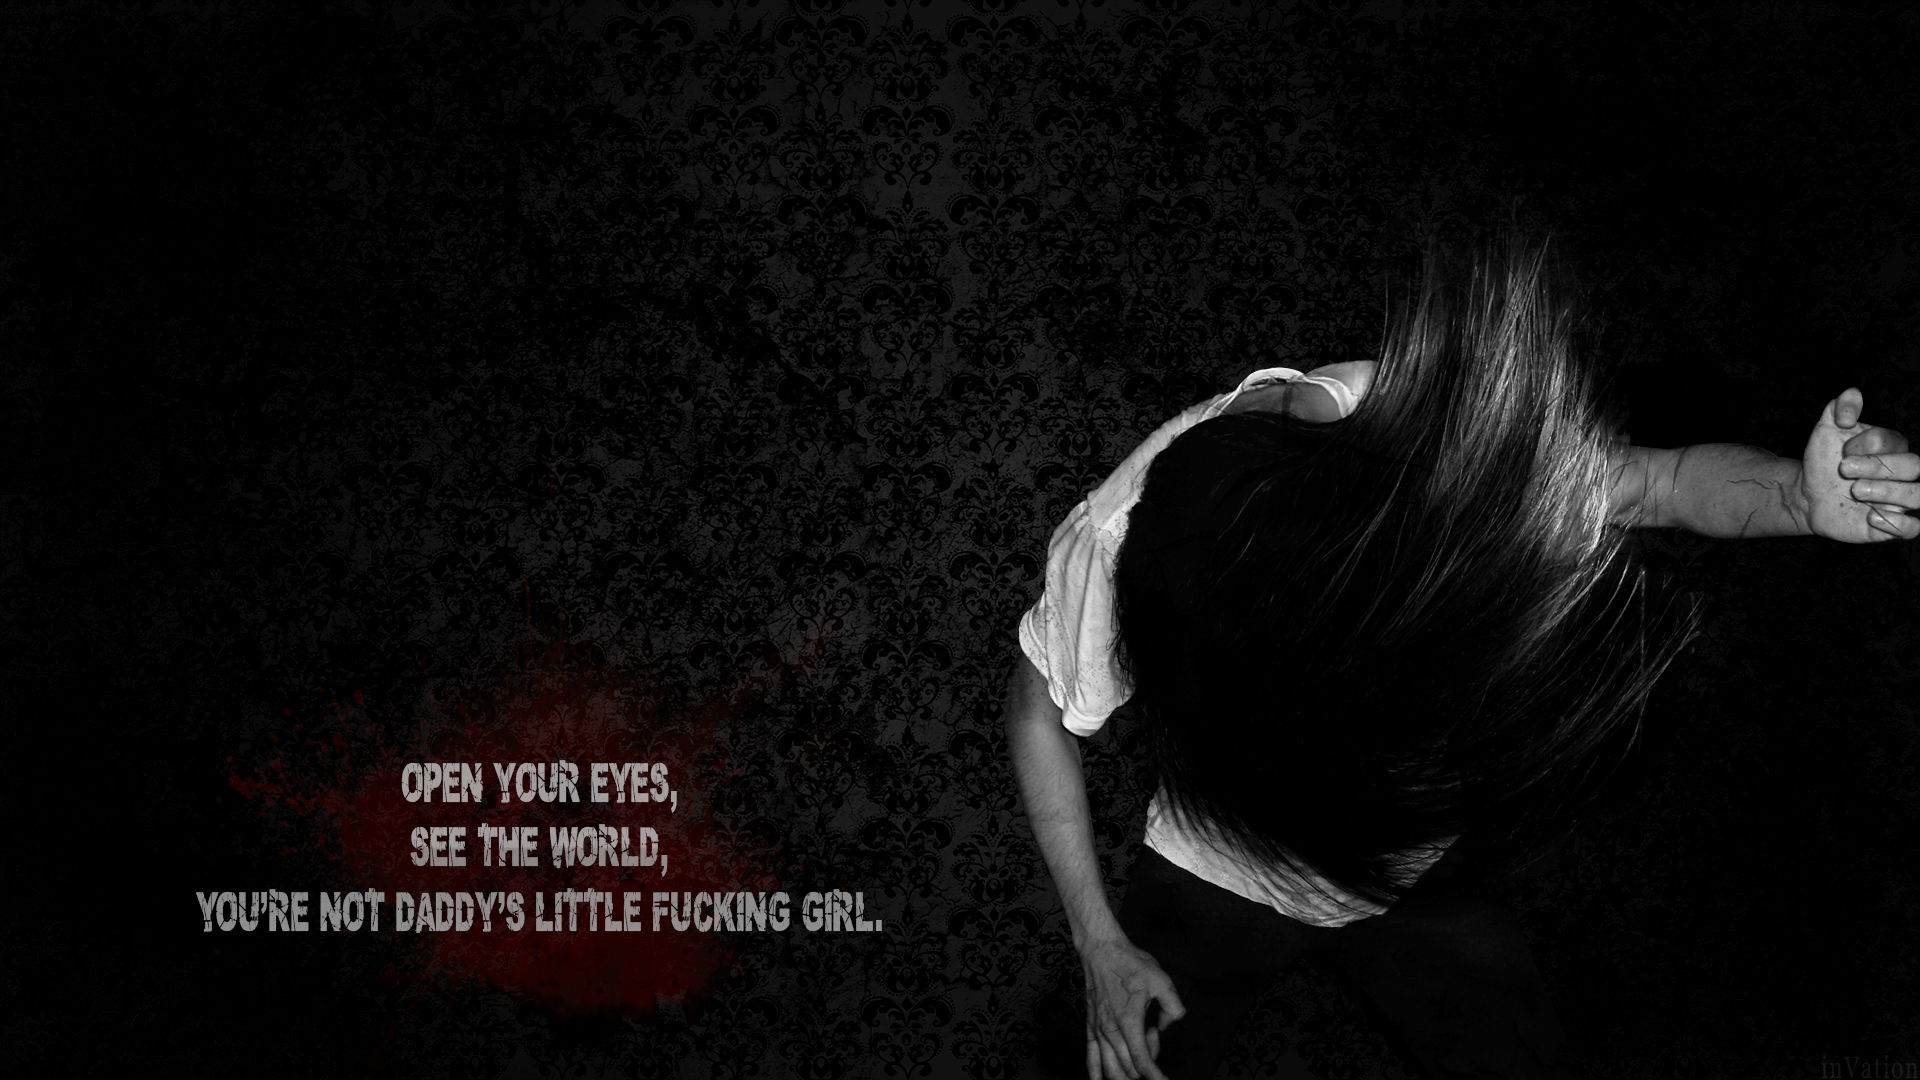 OPEN YOUR EYES,
SEE THE WORLD,
YOU'RE NOT DADDY'S LITTLE FUCKING GIRL.
inVation